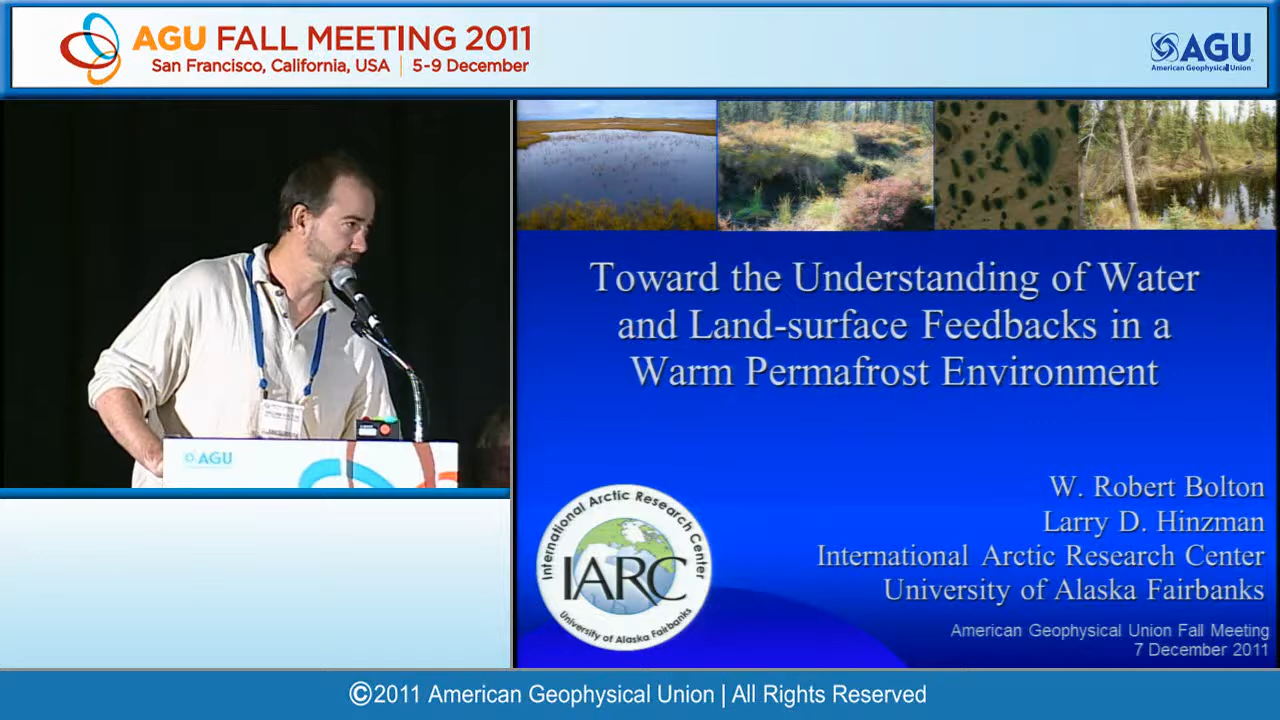 AGU FALL MEETING 2011
San Francisco, California, USA | 5-9 December
AGU
American Geophysical Union
Toward the Understanding of Water
and Land-surface Feedbacks in a
Warm Permafrost Environment
AGU
W. Robert Bolton
Larry D. Hinzman
International Arctic Research Center
University of Alaska Fairbanks
International Arctic Research Center
IARC
University of Alaska Fairbanks
American Geophysical Union Fall Meeting
7 December 2011
©2011 American Geophysical Union | All Rights Reserved